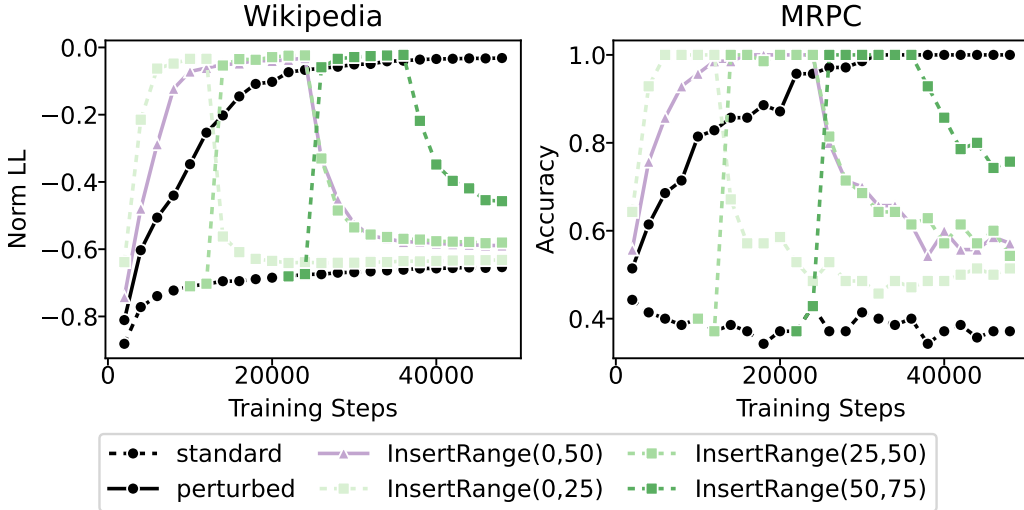 Wikipedia
MRPC
0.0
−0.2
−0.4
−0.6
−0.8
Norm LL
0
20000
40000
Training Steps
1.0
0.8
0.6
0.4
Accuracy
0
20000
40000
Training Steps
standard
perturbed
InsertRange(0,50)
InsertRange(0,25)
InsertRange(25,50)
InsertRange(50,75)